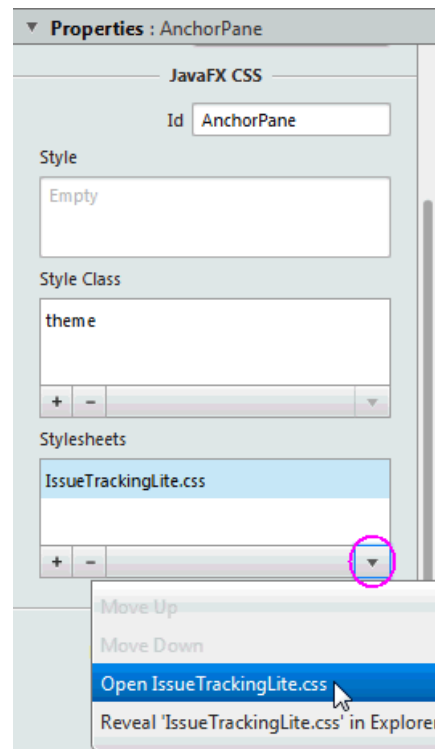 Properties : AnchorPane
JavaFX CSS
Id AnchorPane
Style
Empty
Style Class
theme
+ -
Stylesheets
IssueTrackingLite.css
+ -
Move Up
Move Down
Open IssueTrackingLite.css
Reveal 'IssueTrackingLite.css' in Explorer